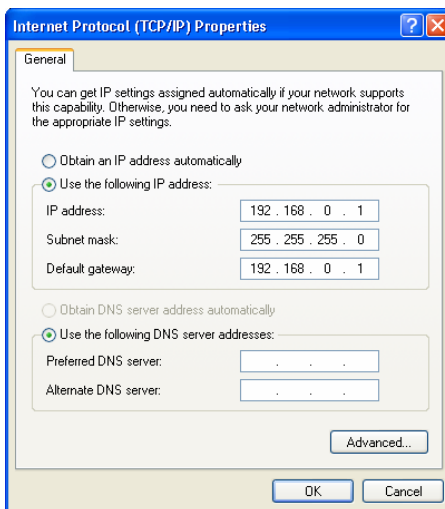 Internet Protocol (TCP/IP) Properties
General
You can get IP settings assigned automatically if your network supports
this capability. Otherwise, you need to ask your network administrator for
the appropriate IP settings.
Obtain an IP address automatically
Use the following IP address:
IP address: 192 . 168 . 0 . 1
Subnet mask: 255 . 255 . 255 . 0
Default gateway: 192 . 168 . 0 . 1
Obtain DNS server address automatically
Use the following DNS server addresses:
Preferred DNS server: . . .
Alternate DNS server: . . .
Advanced...
OK Cancel